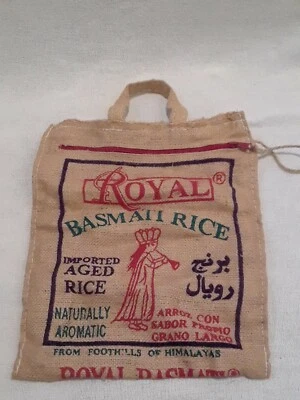 ROYAL®
BASMATI RICE
IMPORTED
AGED
RICE
برنج
رويال
NATURALLY
AROMATIC
ARROZ CON
SABOR PROPIO
GRANO LARGO
FROM FOOTHILLS OF HIMALAYAS
ROYAL BASMATI